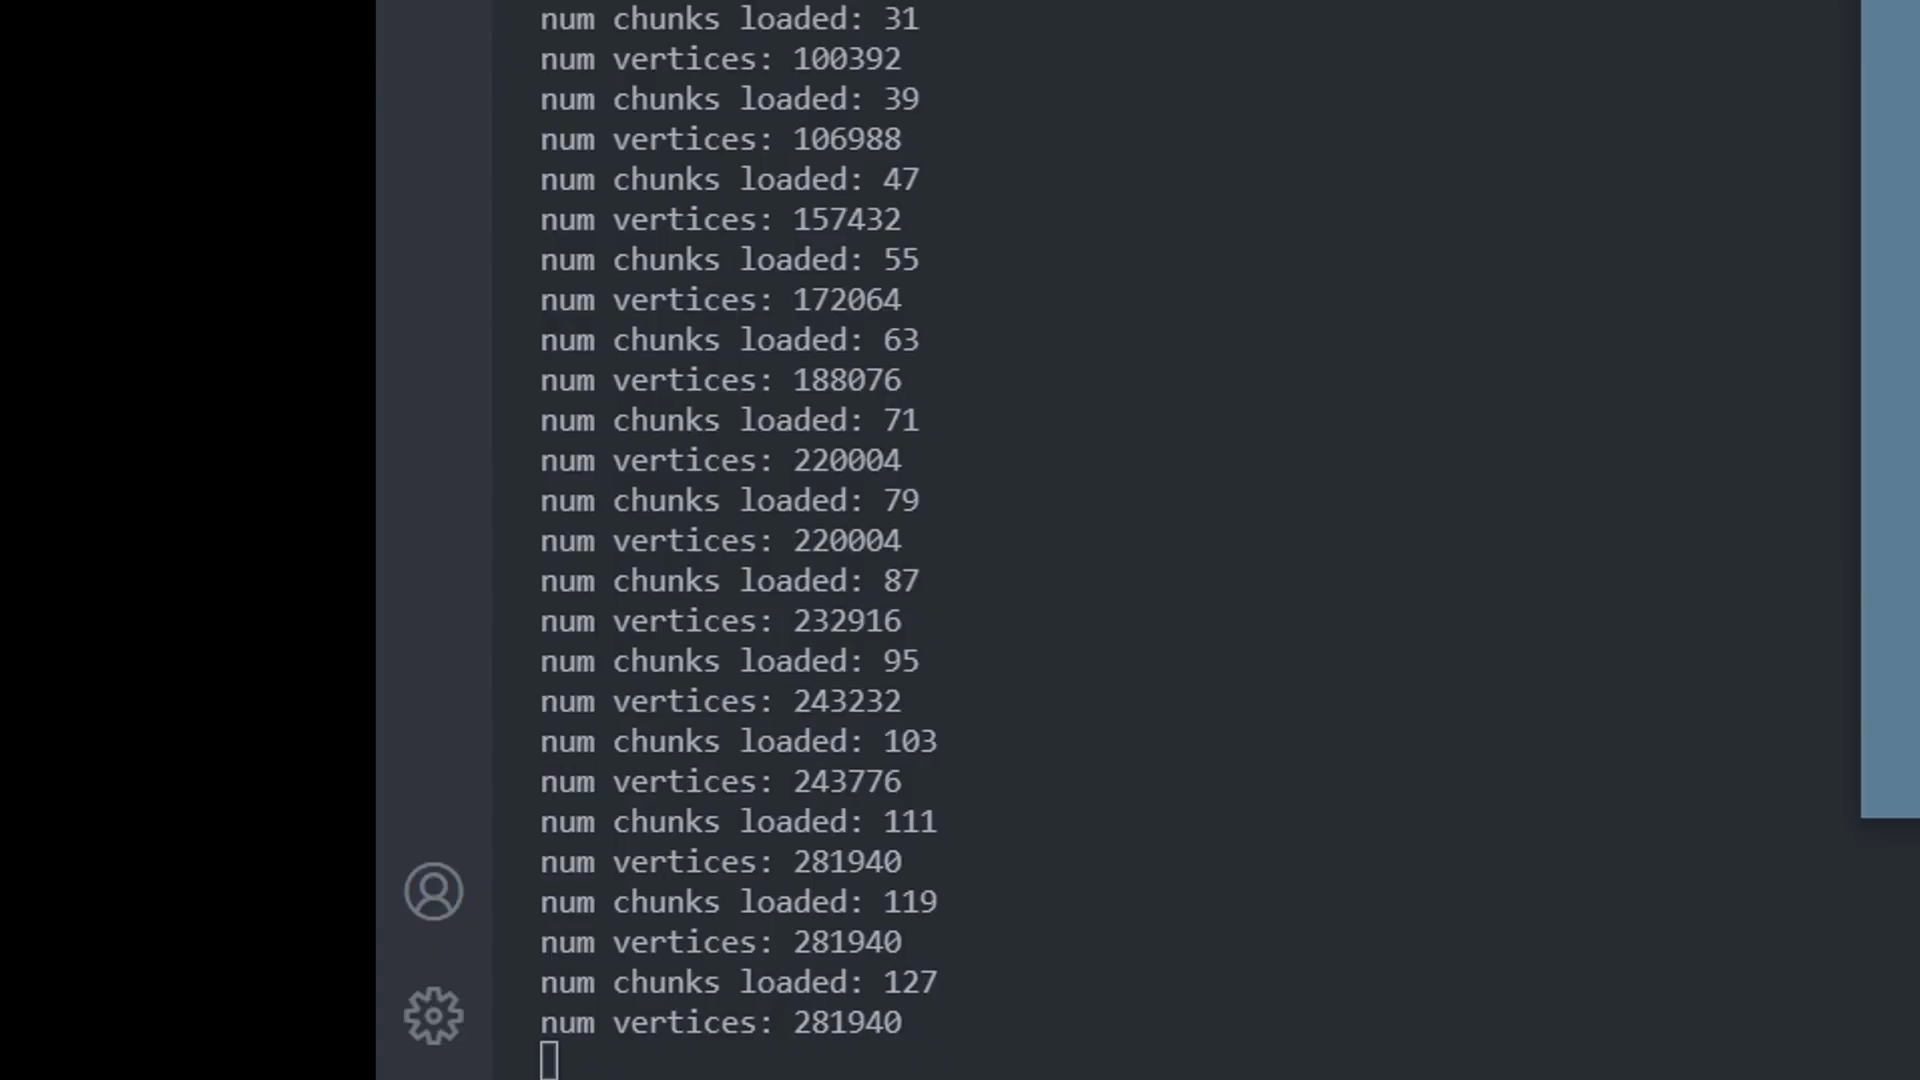 num chunks loaded: 31
num vertices: 100392
num chunks loaded: 39
num vertices: 106988
num chunks loaded: 47
num vertices: 157432
num chunks loaded: 55
num vertices: 172064
num chunks loaded: 63
num vertices: 188076
num chunks loaded: 71
num vertices: 220004
num chunks loaded: 79
num vertices: 220004
num chunks loaded: 87
num vertices: 232916
num chunks loaded: 95
num vertices: 243232
num chunks loaded: 103
num vertices: 243776
num chunks loaded: 111
num vertices: 281940
num chunks loaded: 119
num vertices: 281940
num chunks loaded: 127
num vertices: 281940